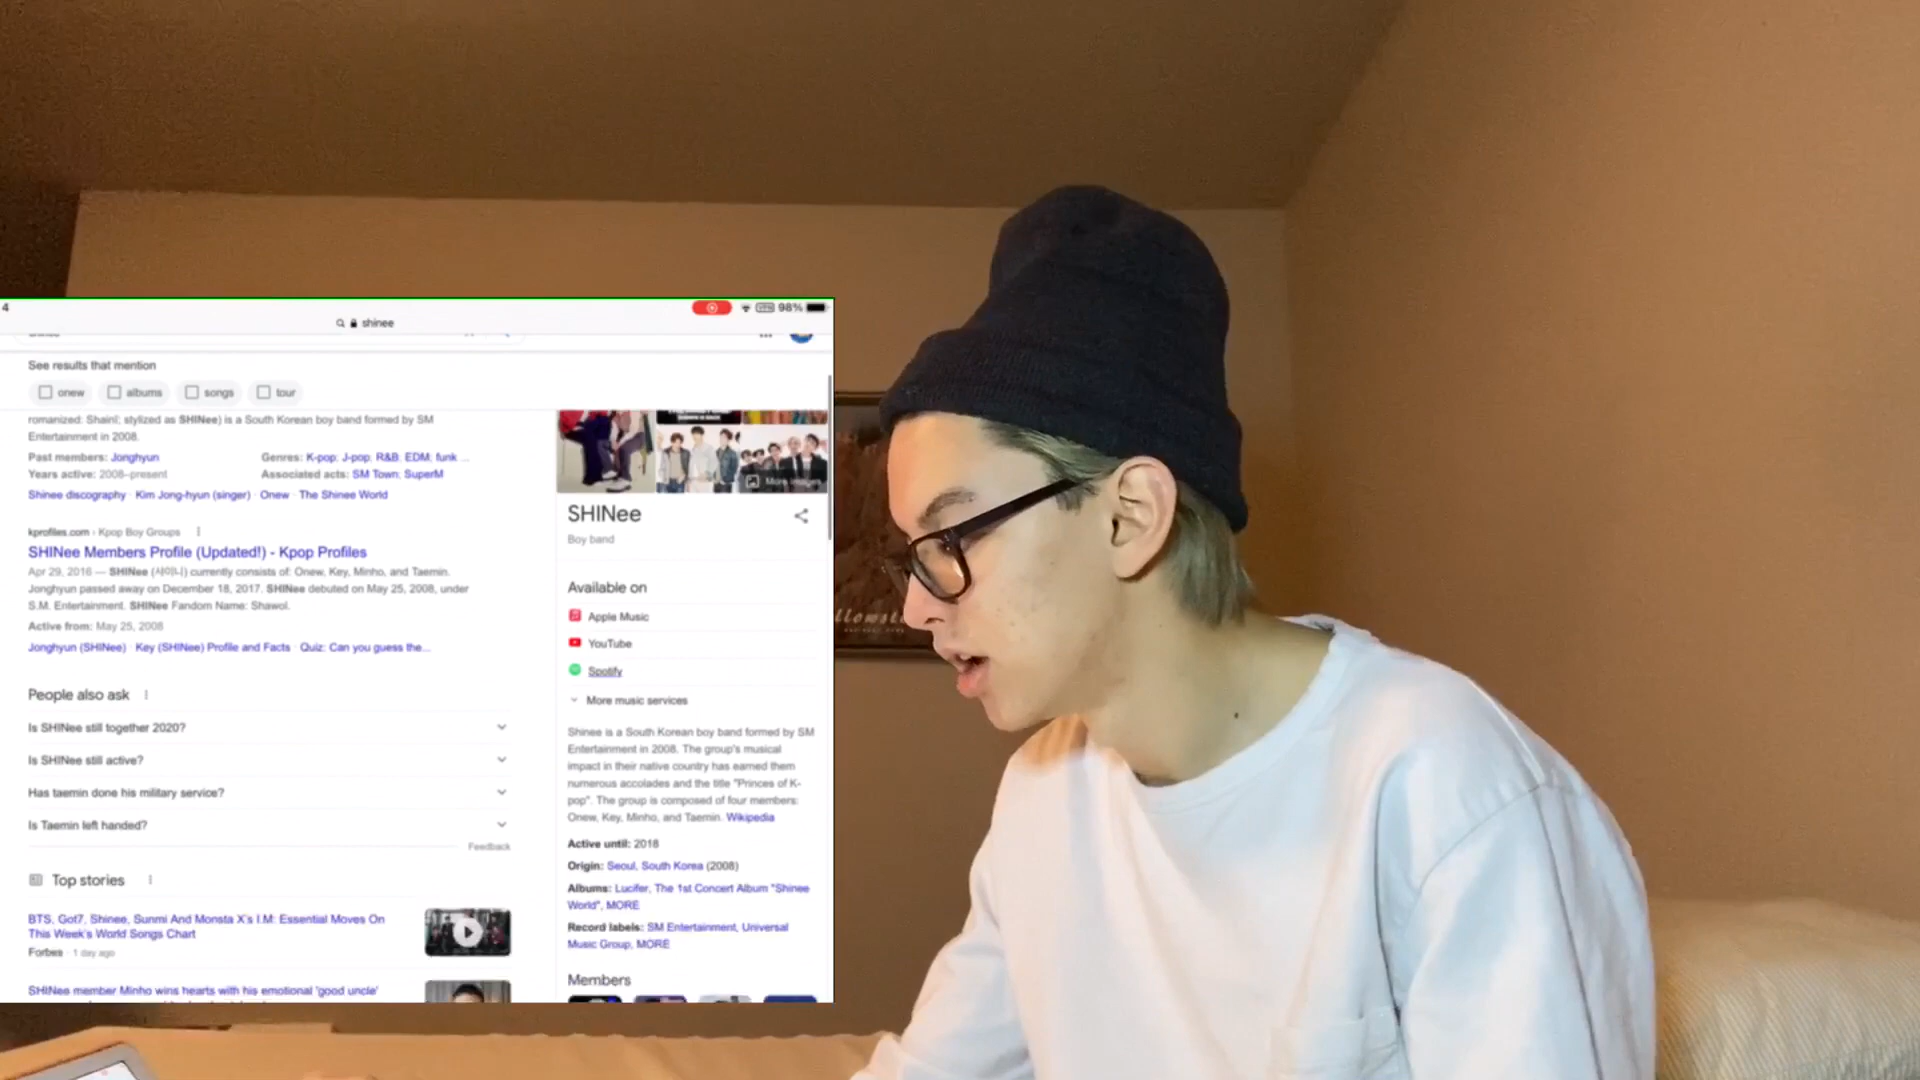 4
98%
shinee
See results that mention
onew
albums
songs
tour
romanized: Shaini; stylized as SHINee) is a South Korean boy band formed by SM
Entertainment in 2008.
Past members: Jonghyun
Genres: K-pop; J-pop; R&B; EDM; funk ...
Years active: 2008–present
Associated acts: SM Town; SuperM
Shinee discography · Kim Jong-hyun (singer) · Onew · The Shinee World
kprofiles.com › Kpop Boy Groups
SHINee Members Profile (Updated!) - Kpop Profiles
Apr 29, 2016 — SHINee (샤이니) currently consists of: Onew, Key, Minho, and Taemin.
Jonghyun passed away on December 18, 2017. SHINee debuted on May 25, 2008, under
S.M. Entertainment. SHINee Fandom Name: Shawol.
Active from: May 25, 2008
Jonghyun (SHINee) · Key (SHINee) Profile and Facts · Quiz: Can you guess the...
People also ask
Is SHINee still together 2020?
Is SHINee still active?
Has taemin done his military service?
Is Taemin left handed?
Feedback
Top stories
BTS, Got7, Shinee, Sunmi And Monsta X's I.M: Essential Moves On
This Week's World Songs Chart
Forbes · 1 day ago
SHINee member Minho wins hearts with his emotional 'good uncle'
More images
SHINee
Boy band
Available on
Apple Music
YouTube
Spotify
More music services
Shinee is a South Korean boy band formed by SM
Entertainment in 2008. The group's musical
impact in their native country has earned them
numerous accolades and the title "Princes of K-
pop". The group is composed of four members:
Onew, Key, Minho, and Taemin. Wikipedia
Active until: 2018
Origin: Seoul, South Korea (2008)
Albums: Lucifer, The 1st Concert Album "Shinee
World", MORE
Record labels: SM Entertainment, Universal
Music Group, MORE
Members